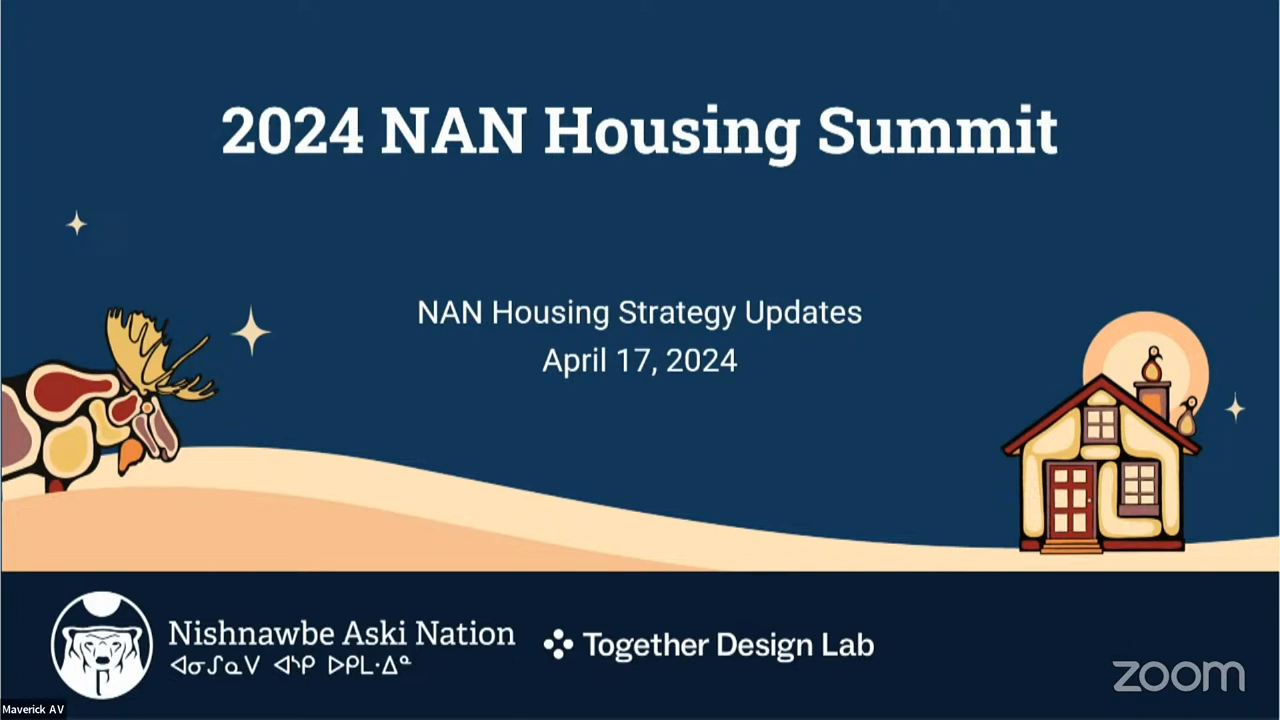 2024 NAN Housing Summit
NAN Housing Strategy Updates
April 17, 2024
Nishnawbe Aski Nation
ᐊᓂᔑᓇᐯ ᐊᔅᑭ ᐅᑭᒪᐧᐃᓐ
Together Design Lab
zoom
Maverick AV